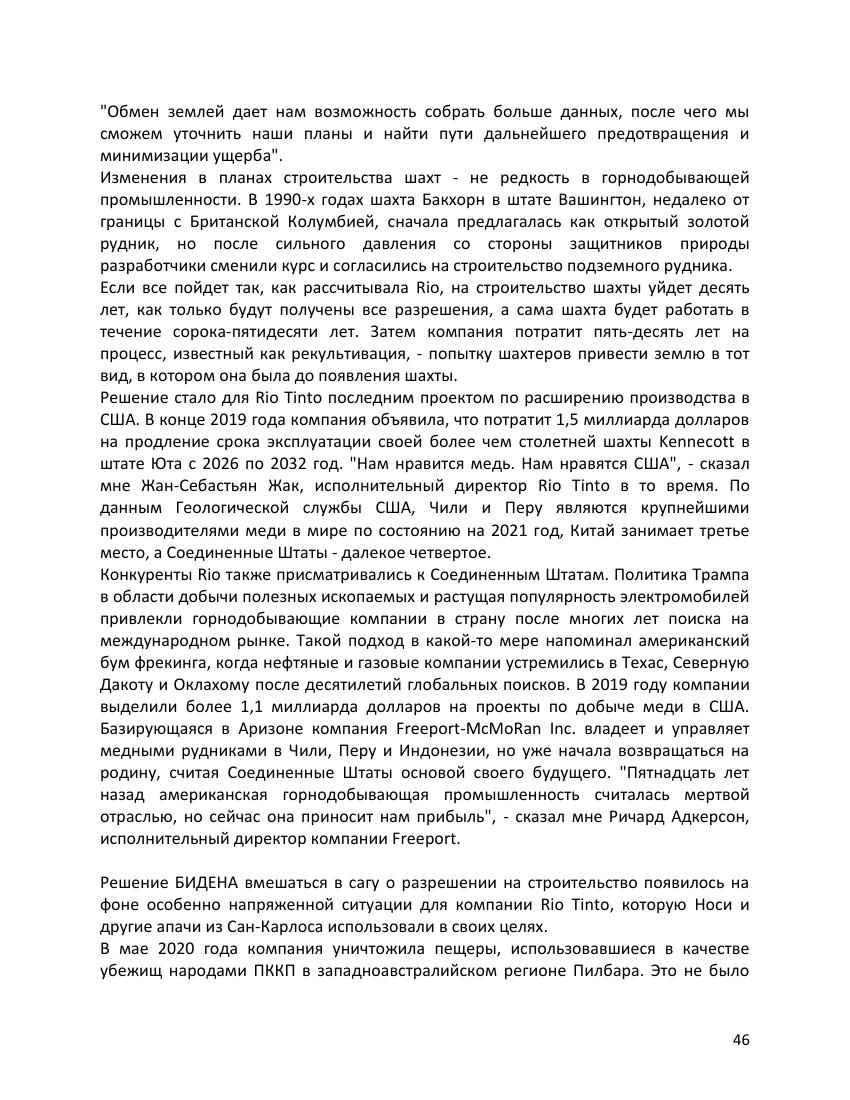 "Обмен землей дает нам возможность собрать больше данных, после чего мы
сможем уточнить наши планы и найти пути дальнейшего предотвращения и
минимизации ущерба".
Изменения в планах строительства шахт - не редкость в горнодобывающей
промышленности. В 1990-х годах шахта Бакхорн в штате Вашингтон, недалеко от
границы с Британской Колумбией, сначала предлагалась как открытый золотой
рудник, но после сильного давления со стороны защитников природы
разработчики сменили курс и согласились на строительство подземного рудника.
Если все пойдет так, как рассчитывала Rio, на строительство шахты уйдет десять
лет, как только будут получены все разрешения, а сама шахта будет работать в
течение сорока-пятидесяти лет. Затем компания потратит пять-десять лет на
процесс, известный как рекультивация, - попытку шахтеров привести землю в тот
вид, в котором она была до появления шахты.
Решение стало для Rio Tinto последним проектом по расширению производства в
США. В конце 2019 года компания объявила, что потратит 1,5 миллиарда долларов
на продление срока эксплуатации своей более чем столетней шахты Kennecott в
штате Юта с 2026 по 2032 год. "Нам нравится медь. Нам нравятся США", - сказал
мне Жан-Себастьян Жак, исполнительный директор Rio Tinto в то время. По
данным Геологической службы США, Чили и Перу являются крупнейшими
производителями меди в мире по состоянию на 2021 год, Китай занимает третье
место, а Соединенные Штаты - далекое четвертое.
Конкуренты Rio также присматривались к Соединенным Штатам. Политика Трампа
в области добычи полезных ископаемых и растущая популярность электромобилей
привлекли горнодобывающие компании в страну после многих лет поиска на
международном рынке. Такой подход в какой-то мере напоминал американский
бум фрекинга, когда нефтяные и газовые компании устремились в Техас, Северную
Дакоту и Оклахому после десятилетий глобальных поисков. В 2019 году компании
выделили более 1,1 миллиарда долларов на проекты по добыче меди в США.
Базирующаяся в Аризоне компания Freeport-McMoRan Inc. владеет и управляет
медными рудниками в Чили, Перу и Индонезии, но уже начала возвращаться на
родину, считая Соединенные Штаты основой своего будущего. "Пятнадцать лет
назад американская горнодобывающая промышленность считалась мертвой
отраслью, но сейчас она приносит нам прибыль", - сказал мне Ричард Адкерсон,
исполнительный директор компании Freeport.
Решение БИДЕНА вмешаться в сагу о разрешении на строительство появилось на
фоне особенно напряженной ситуации для компании Rio Tinto, которую Носи и
другие апачи из Сан-Карлоса использовали в своих целях.
В мае 2020 года компания уничтожила пещеры, использовавшиеся в качестве
убежищ народами ПККП в западноавстралийском регионе Пилбара. Это не было
46